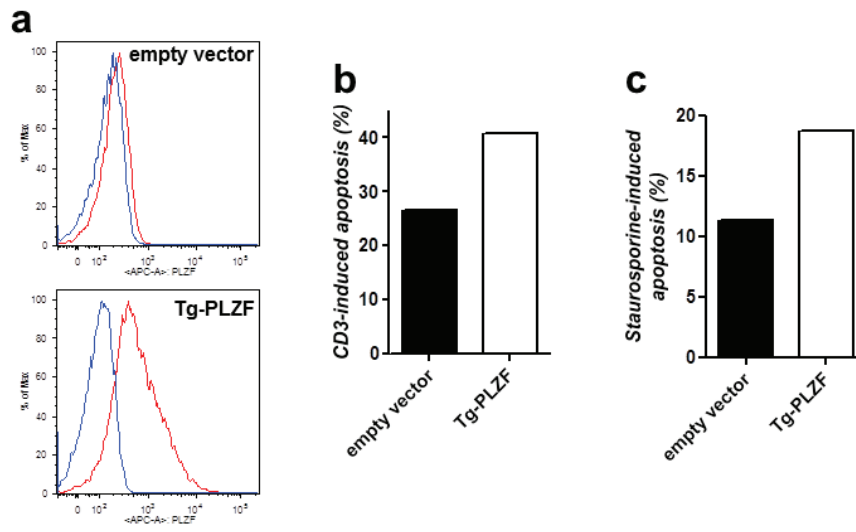 a
empty vector
% of Max
100
80
60
40
20
0
0 10² 10³ 10⁴ 10⁵
<APC-A>: PLZF
Tg-PLZF
% of Max
100
80
60
40
20
0
0 10² 10³ 10⁴ 10⁵
<APC-A>: PLZF
b
CD3-induced apoptosis (%)
40
30
20
10
0
empty vector
Tg-PLZF
c
Staurosporine-induced
apoptosis (%)
20
15
10
5
0
empty vector
Tg-PLZF